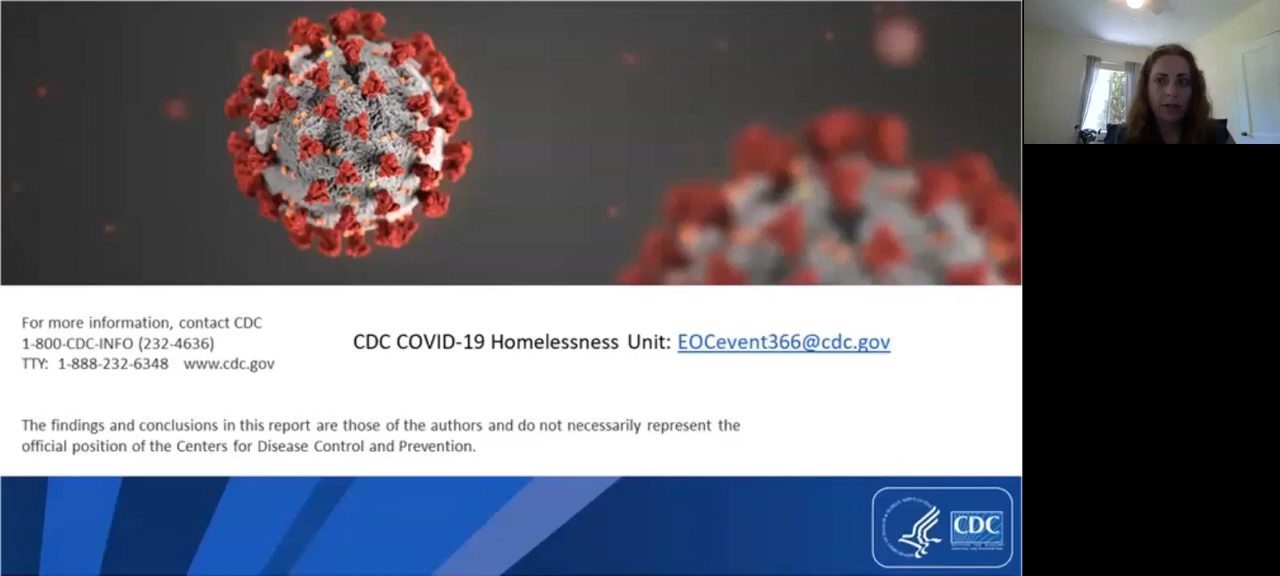 For more information, contact CDC
1-800-CDC-INFO (232-4636)
TTY: 1-888-232-6348 www.cdc.gov
CDC COVID-19 Homelessness Unit: EOCevent366@cdc.gov
The findings and conclusions in this report are those of the authors and do not necessarily represent the
official position of the Centers for Disease Control and Prevention.
CDC